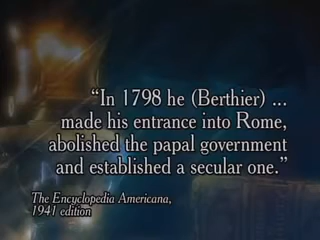 “In 1798 he (Berthier) ...
made his entrance into Rome,
abolished the papal government
and established a secular one.”
The Encyclopedia Americana,
1941 edition